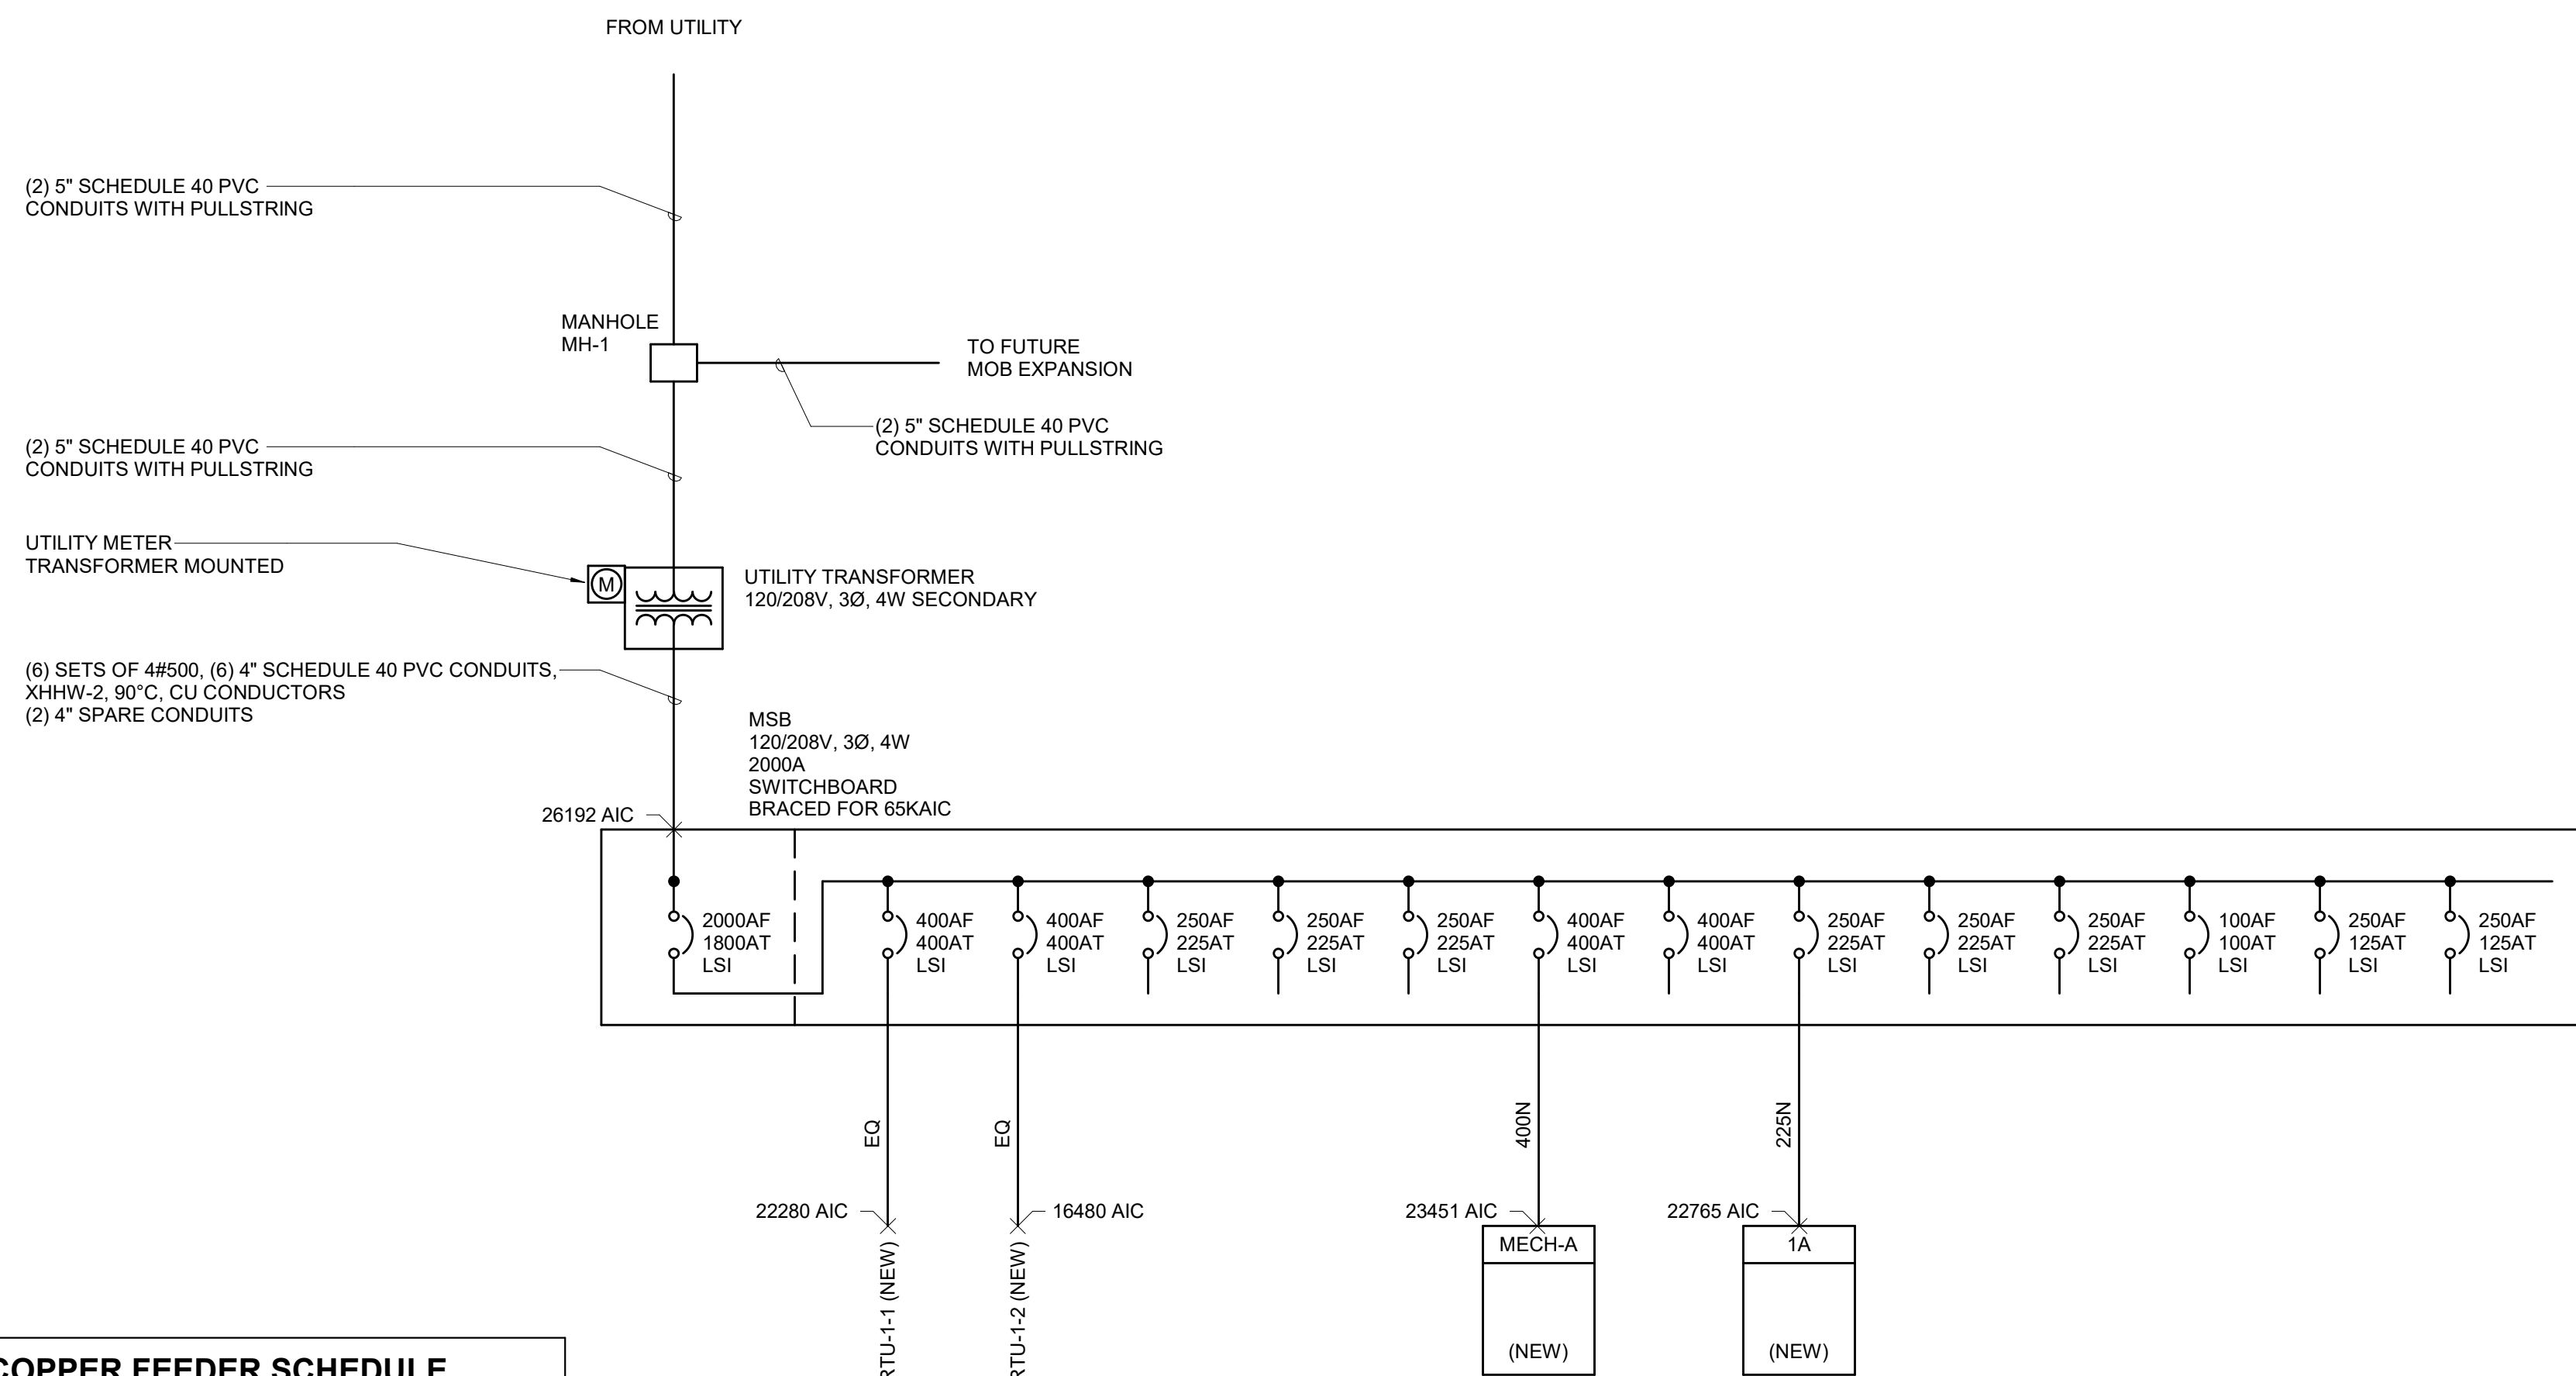 FROM UTILITY
(2) 5" SCHEDULE 40 PVC
CONDUITS WITH PULLSTRING
MANHOLE
MH-1
TO FUTURE
MOB EXPANSION
(2) 5" SCHEDULE 40 PVC
CONDUITS WITH PULLSTRING
(2) 5" SCHEDULE 40 PVC
CONDUITS WITH PULLSTRING
UTILITY METER
TRANSFORMER MOUNTED
M
UTILITY TRANSFORMER
120/208V, 3Ø, 4W SECONDARY
(6) SETS OF 4#500, (6) 4" SCHEDULE 40 PVC CONDUITS,
XHHW-2, 90°C, CU CONDUCTORS
(2) 4" SPARE CONDUITS
MSB
120/208V, 3Ø, 4W
2000A
SWITCHBOARD
BRACED FOR 65KAIC
26192 AIC
2000AF
1800AT
LSI
400AF
400AT
LSI
400AF
400AT
LSI
250AF
225AT
LSI
250AF
225AT
LSI
250AF
225AT
LSI
400AF
400AT
LSI
400AF
400AT
LSI
250AF
225AT
LSI
250AF
225AT
LSI
250AF
225AT
LSI
100AF
100AT
LSI
250AF
125AT
LSI
250AF
125AT
LSI
EQ
EQ
400N
225N
22280 AIC
16480 AIC
23451 AIC
22765 AIC
RTU-1-1 (NEW)
RTU-1-2 (NEW)
MECH-A
(NEW)
1A
(NEW)
COPPER FEEDER SCHEDULE